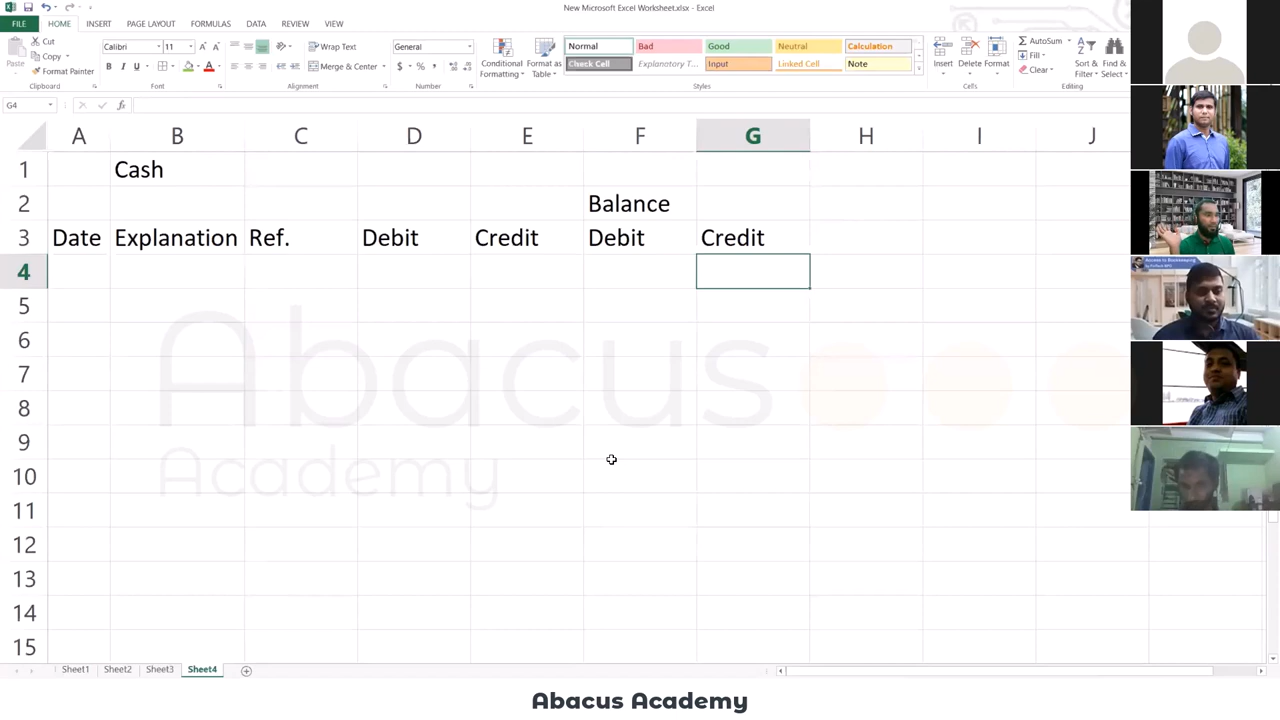 New Microsoft Excel Worksheet.xlsx - Excel
FILE HOME INSERT PAGE LAYOUT FORMULAS DATA REVIEW VIEW
Paste
Cut
Copy
Format Painter
Clipboard
Calibri 11
B I U
Font
Wrap Text
Merge & Center
Alignment
General
$ % ,
Number
Conditional Formatting
Format as Table
Normal Bad Good Neutral Calculation
Check Cell Explanatory T... Input Linked Cell Note
Styles
Insert Delete Format
Cells
AutoSum
Fill
Clear
Sort & Filter
Find & Select
Editing
G4 fx
A B C D E F G H I J
1 Cash
2 Balance
3 Date Explanation Ref. Debit Credit Debit Credit
4
5
6
7
8
9
10
11
12
13
14
15
Abacus
Academy
Access to Bookkeeping
Sheet1 Sheet2 Sheet3 Sheet4
Abacus Academy